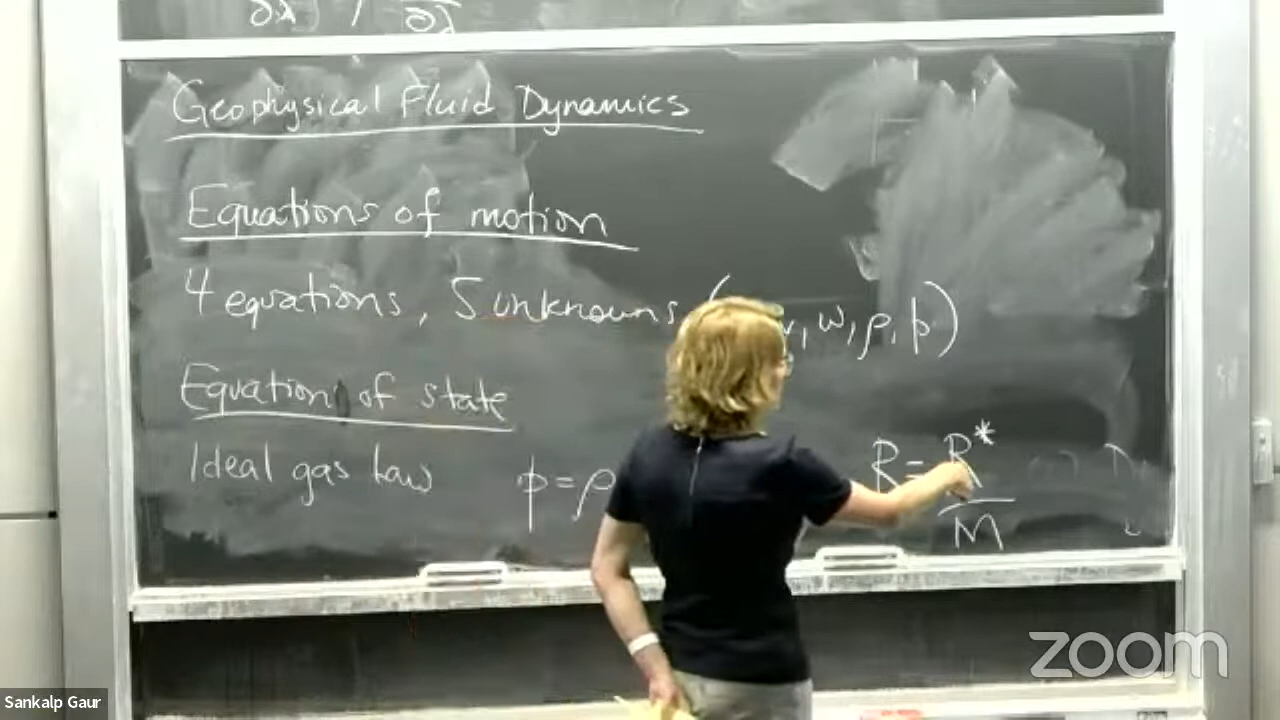 ∂λ / ∂λ
Geophysical Fluid Dynamics
Equations of motion
4 equations, 5 unknowns ( v, w, ρ, p)
Equation of state
Ideal gas law p = ρ R = R* / M
zoom
Sankalp Gaur